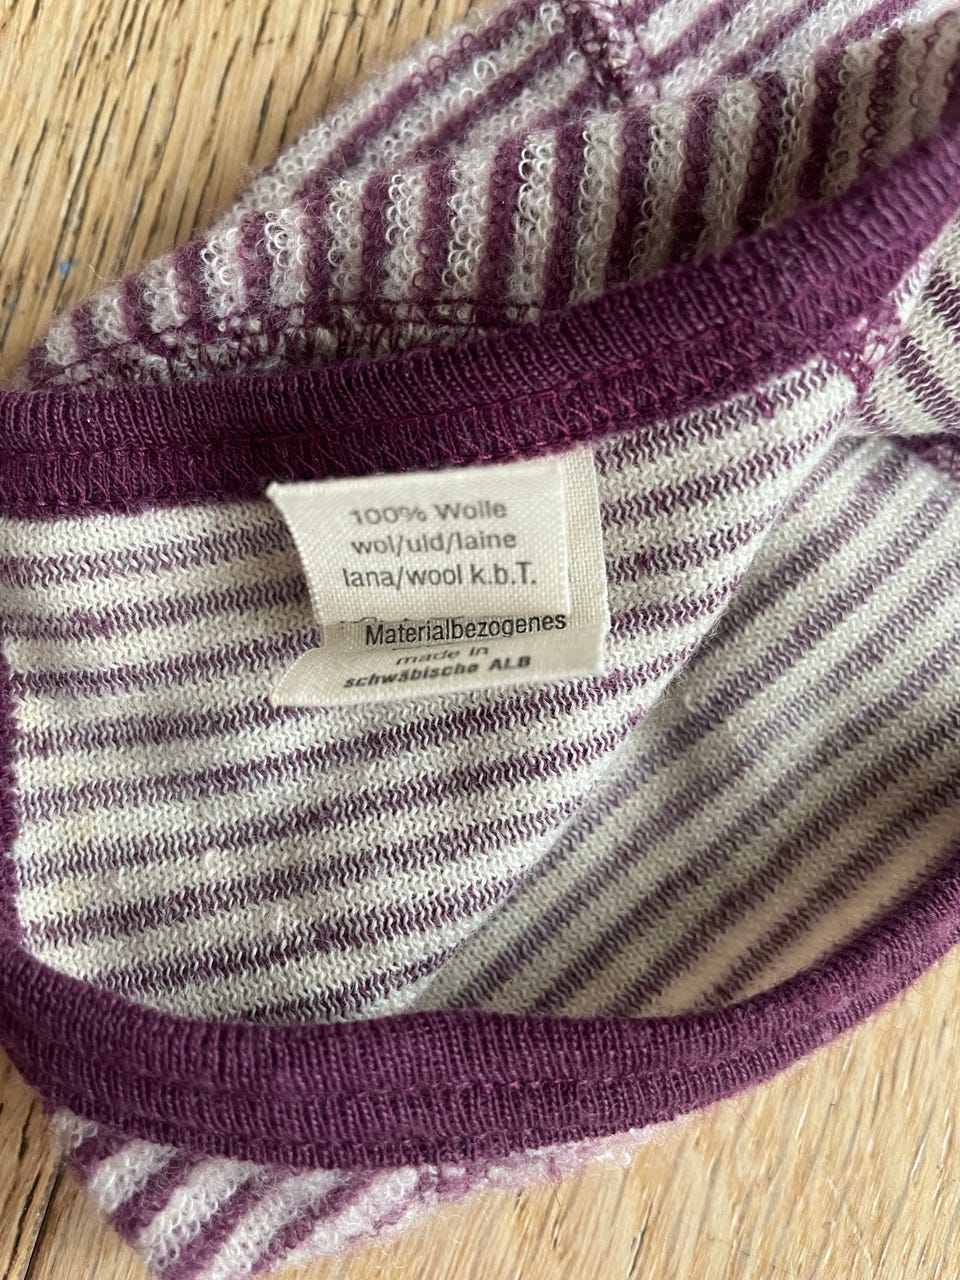 100% Wolle
wol/uld/laine
lana/wool k.b.T.
Materialbezogenes
made in
schwäbische ALB